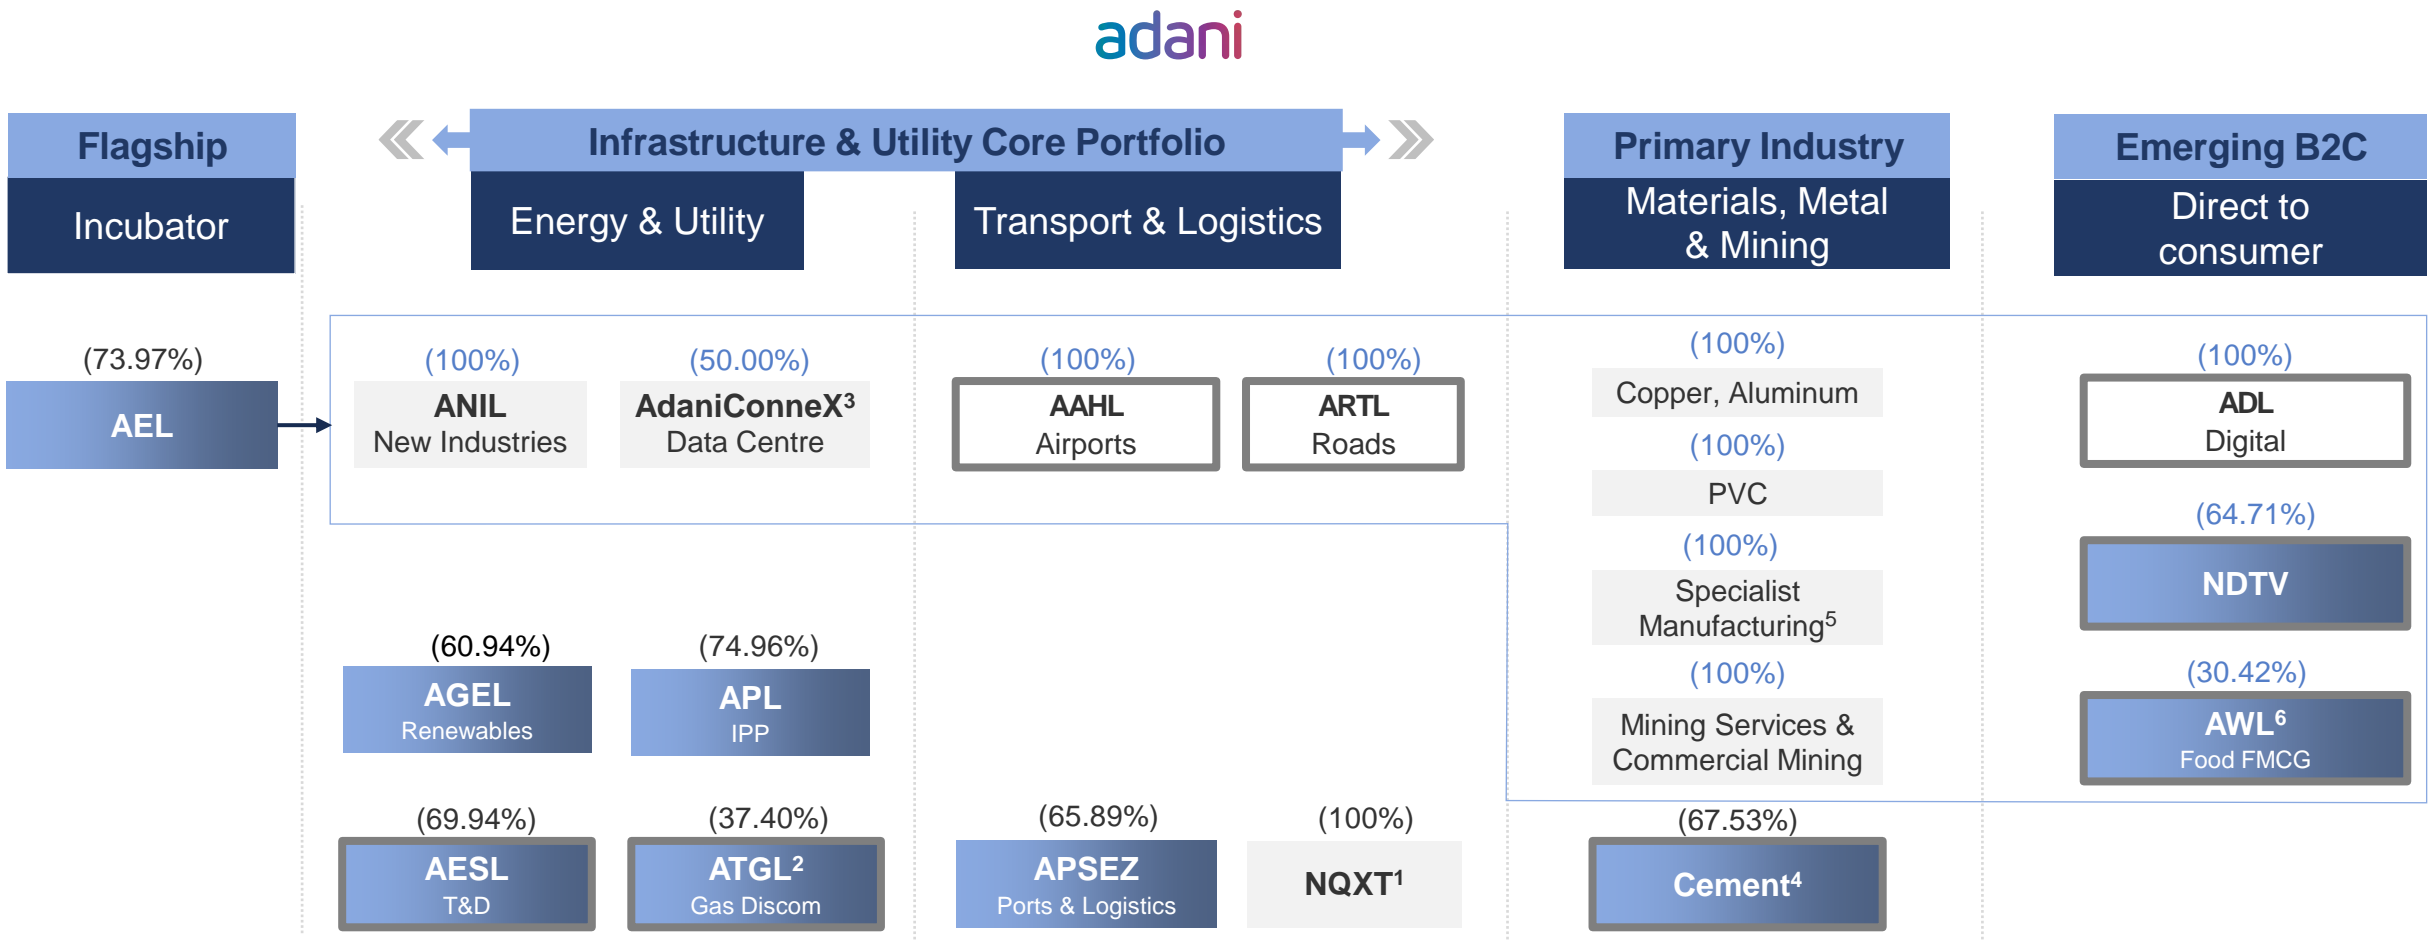 adani
Flagship
Incubator
Infrastructure & Utility Core Portfolio
Energy & Utility
Transport & Logistics
Primary Industry
Materials, Metal
& Mining
Emerging B2C
Direct to
consumer
(73.97%)
AEL
(100%)
ANIL
New Industries
(50.00%)
AdaniConneX³
Data Centre
(100%)
AAHL
Airports
(100%)
ARTL
Roads
(100%)
Copper, Aluminum
(100%)
PVC
(100%)
Specialist
Manufacturing⁵
(100%)
Mining Services &
Commercial Mining
(100%)
ADL
Digital
(64.71%)
NDTV
(30.42%)
AWL⁶
Food FMCG
(60.94%)
AGEL
Renewables
(74.96%)
APL
IPP
(69.94%)
AESL
T&D
(37.40%)
ATGL²
Gas Discom
(65.89%)
APSEZ
Ports & Logistics
(100%)
NQXT¹
(67.53%)
Cement⁴